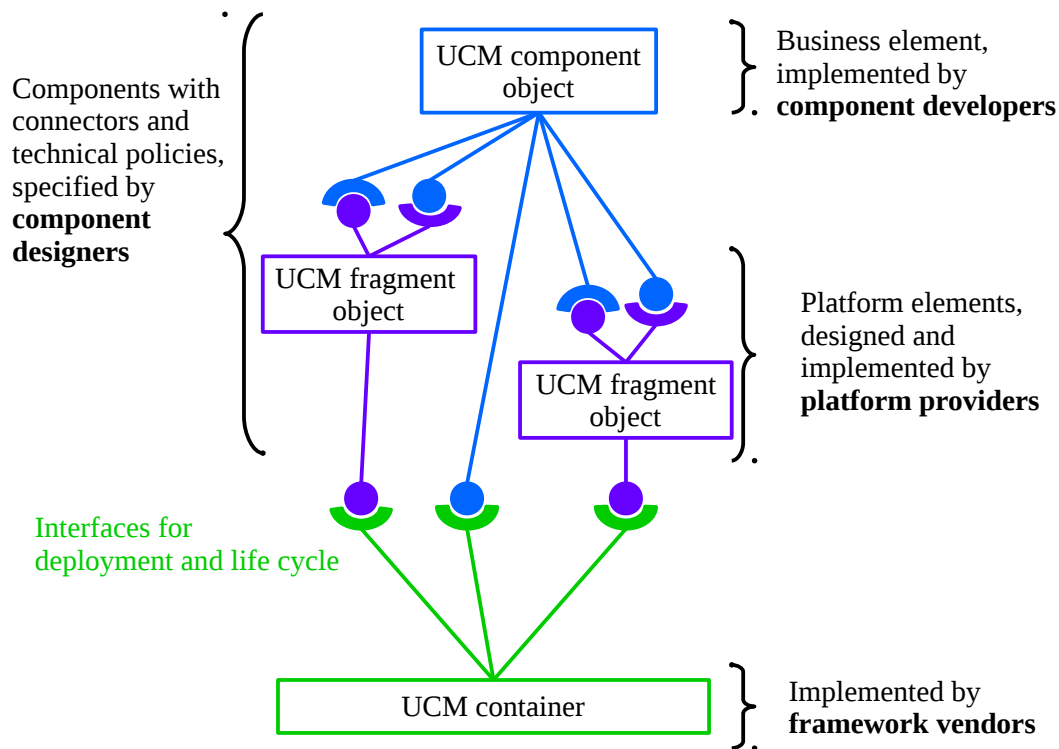 UCM component
object
Business element,
implemented by
component developers
Components with
connectors and
technical policies,
specified by
component
designers
UCM fragment
object
Platform elements,
designed and
implemented by
platform providers
UCM fragment
object
Interfaces for
deployment and life cycle
UCM container
Implemented by
framework vendors